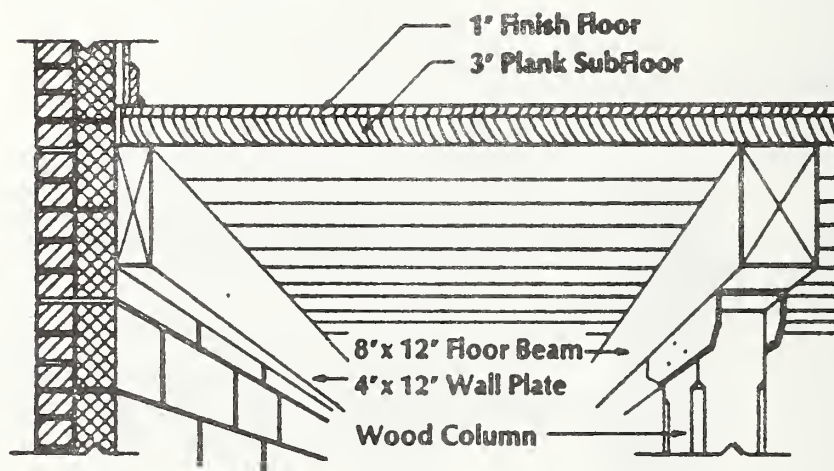 1" Finish Floor
3" Plank SubFloor
8"x 12" Floor Beam
4"x 12" Wall Plate
Wood Column